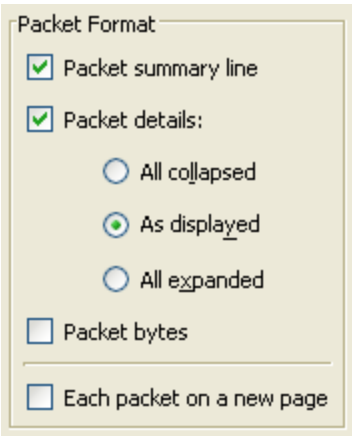 Packet Format
Packet summary line
Packet details:
All collapsed
As displayed
All expanded
Packet bytes
Each packet on a new page